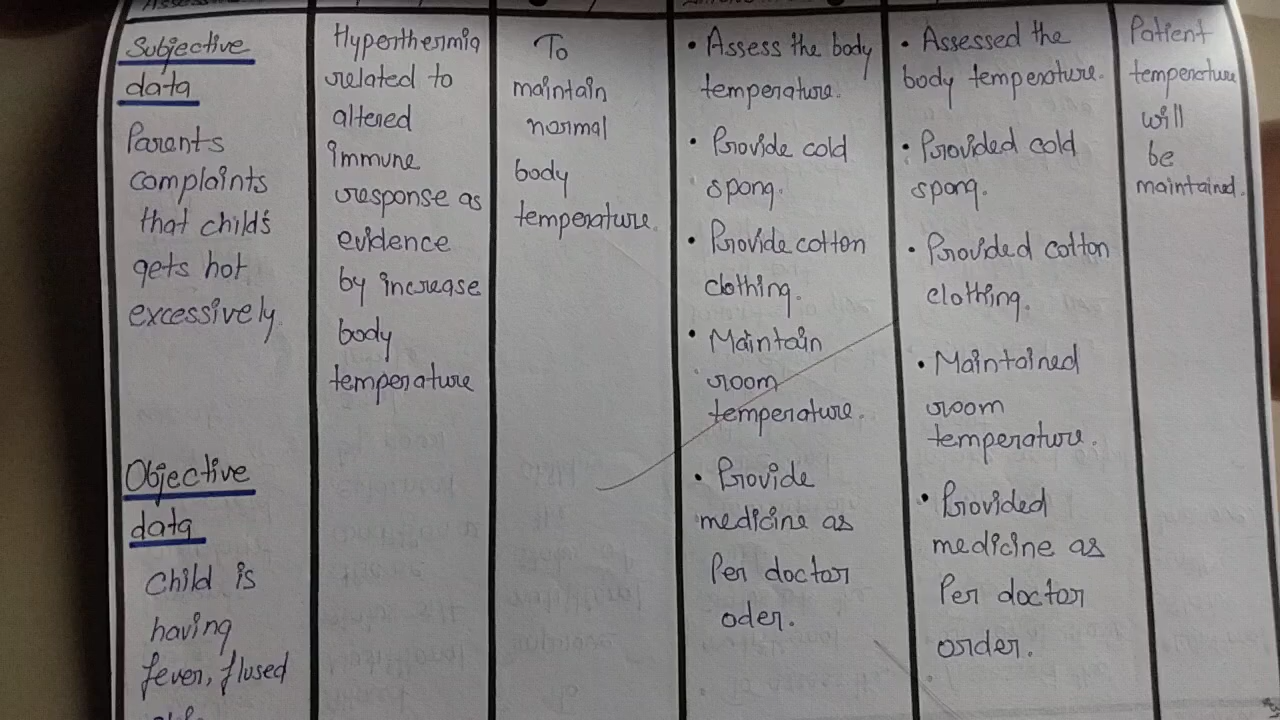 Subjective
data
Parents
complaints
that child's
gets hot
excessively.
Objective
data
Child is
having
fever, flused
Hyperthermia
related to
altered
immune
response as
evidence
by increase
body
temperature
To
maintain
normal
body
temperature.
• Assess the body
temperature.
• Provide cold
spong.
• Provide cotton
clothing.
• Maintain
room
temperature.
• Provide
medicine as
Per doctor
oder.
• Assessed the
body temperature.
• Provided cold
spong.
• Provided cotton
clothing.
• Maintained
room
temperature.
• Provided
medicine as
Per doctor
order.
Patient
temperature
will
be
maintained.